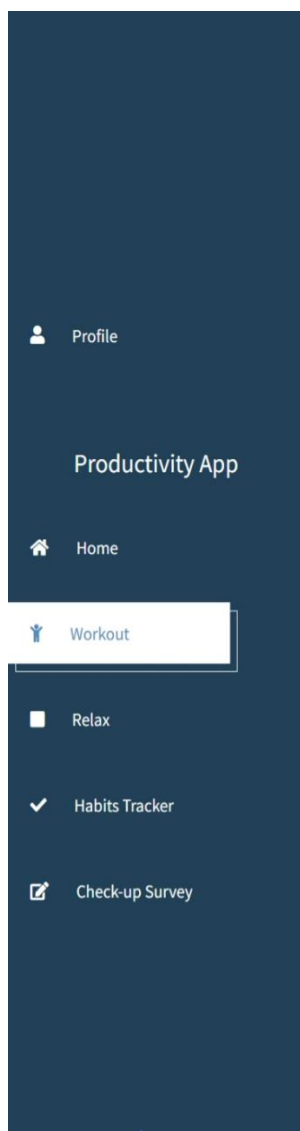 Profile
Productivity App
Home
Workout
Relax
Habits Tracker
Check-up Survey